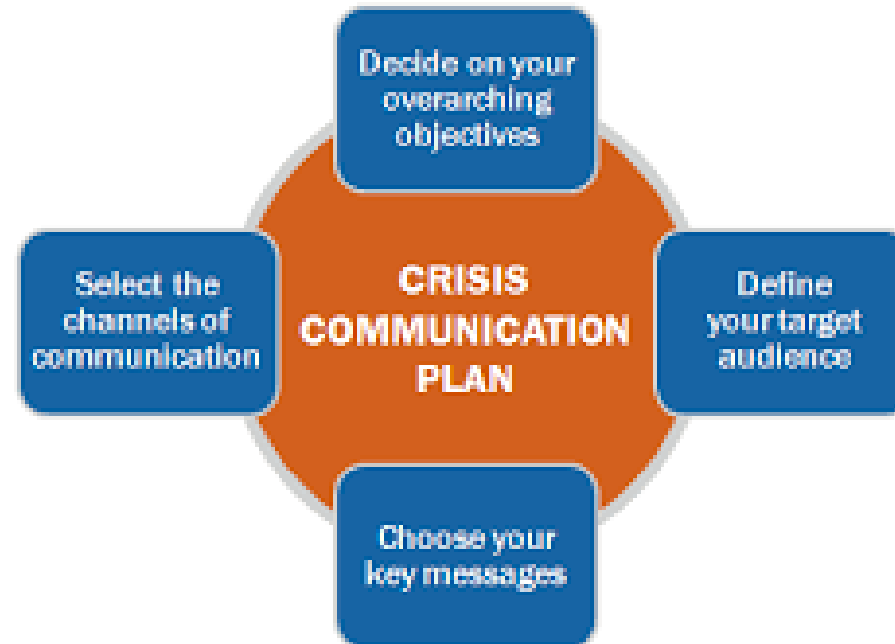 Decide on your
overarching
objectives
Select the
channels of
communication
CRISIS
COMMUNICATION
PLAN
Define
your target
audience
Choose your
key messages